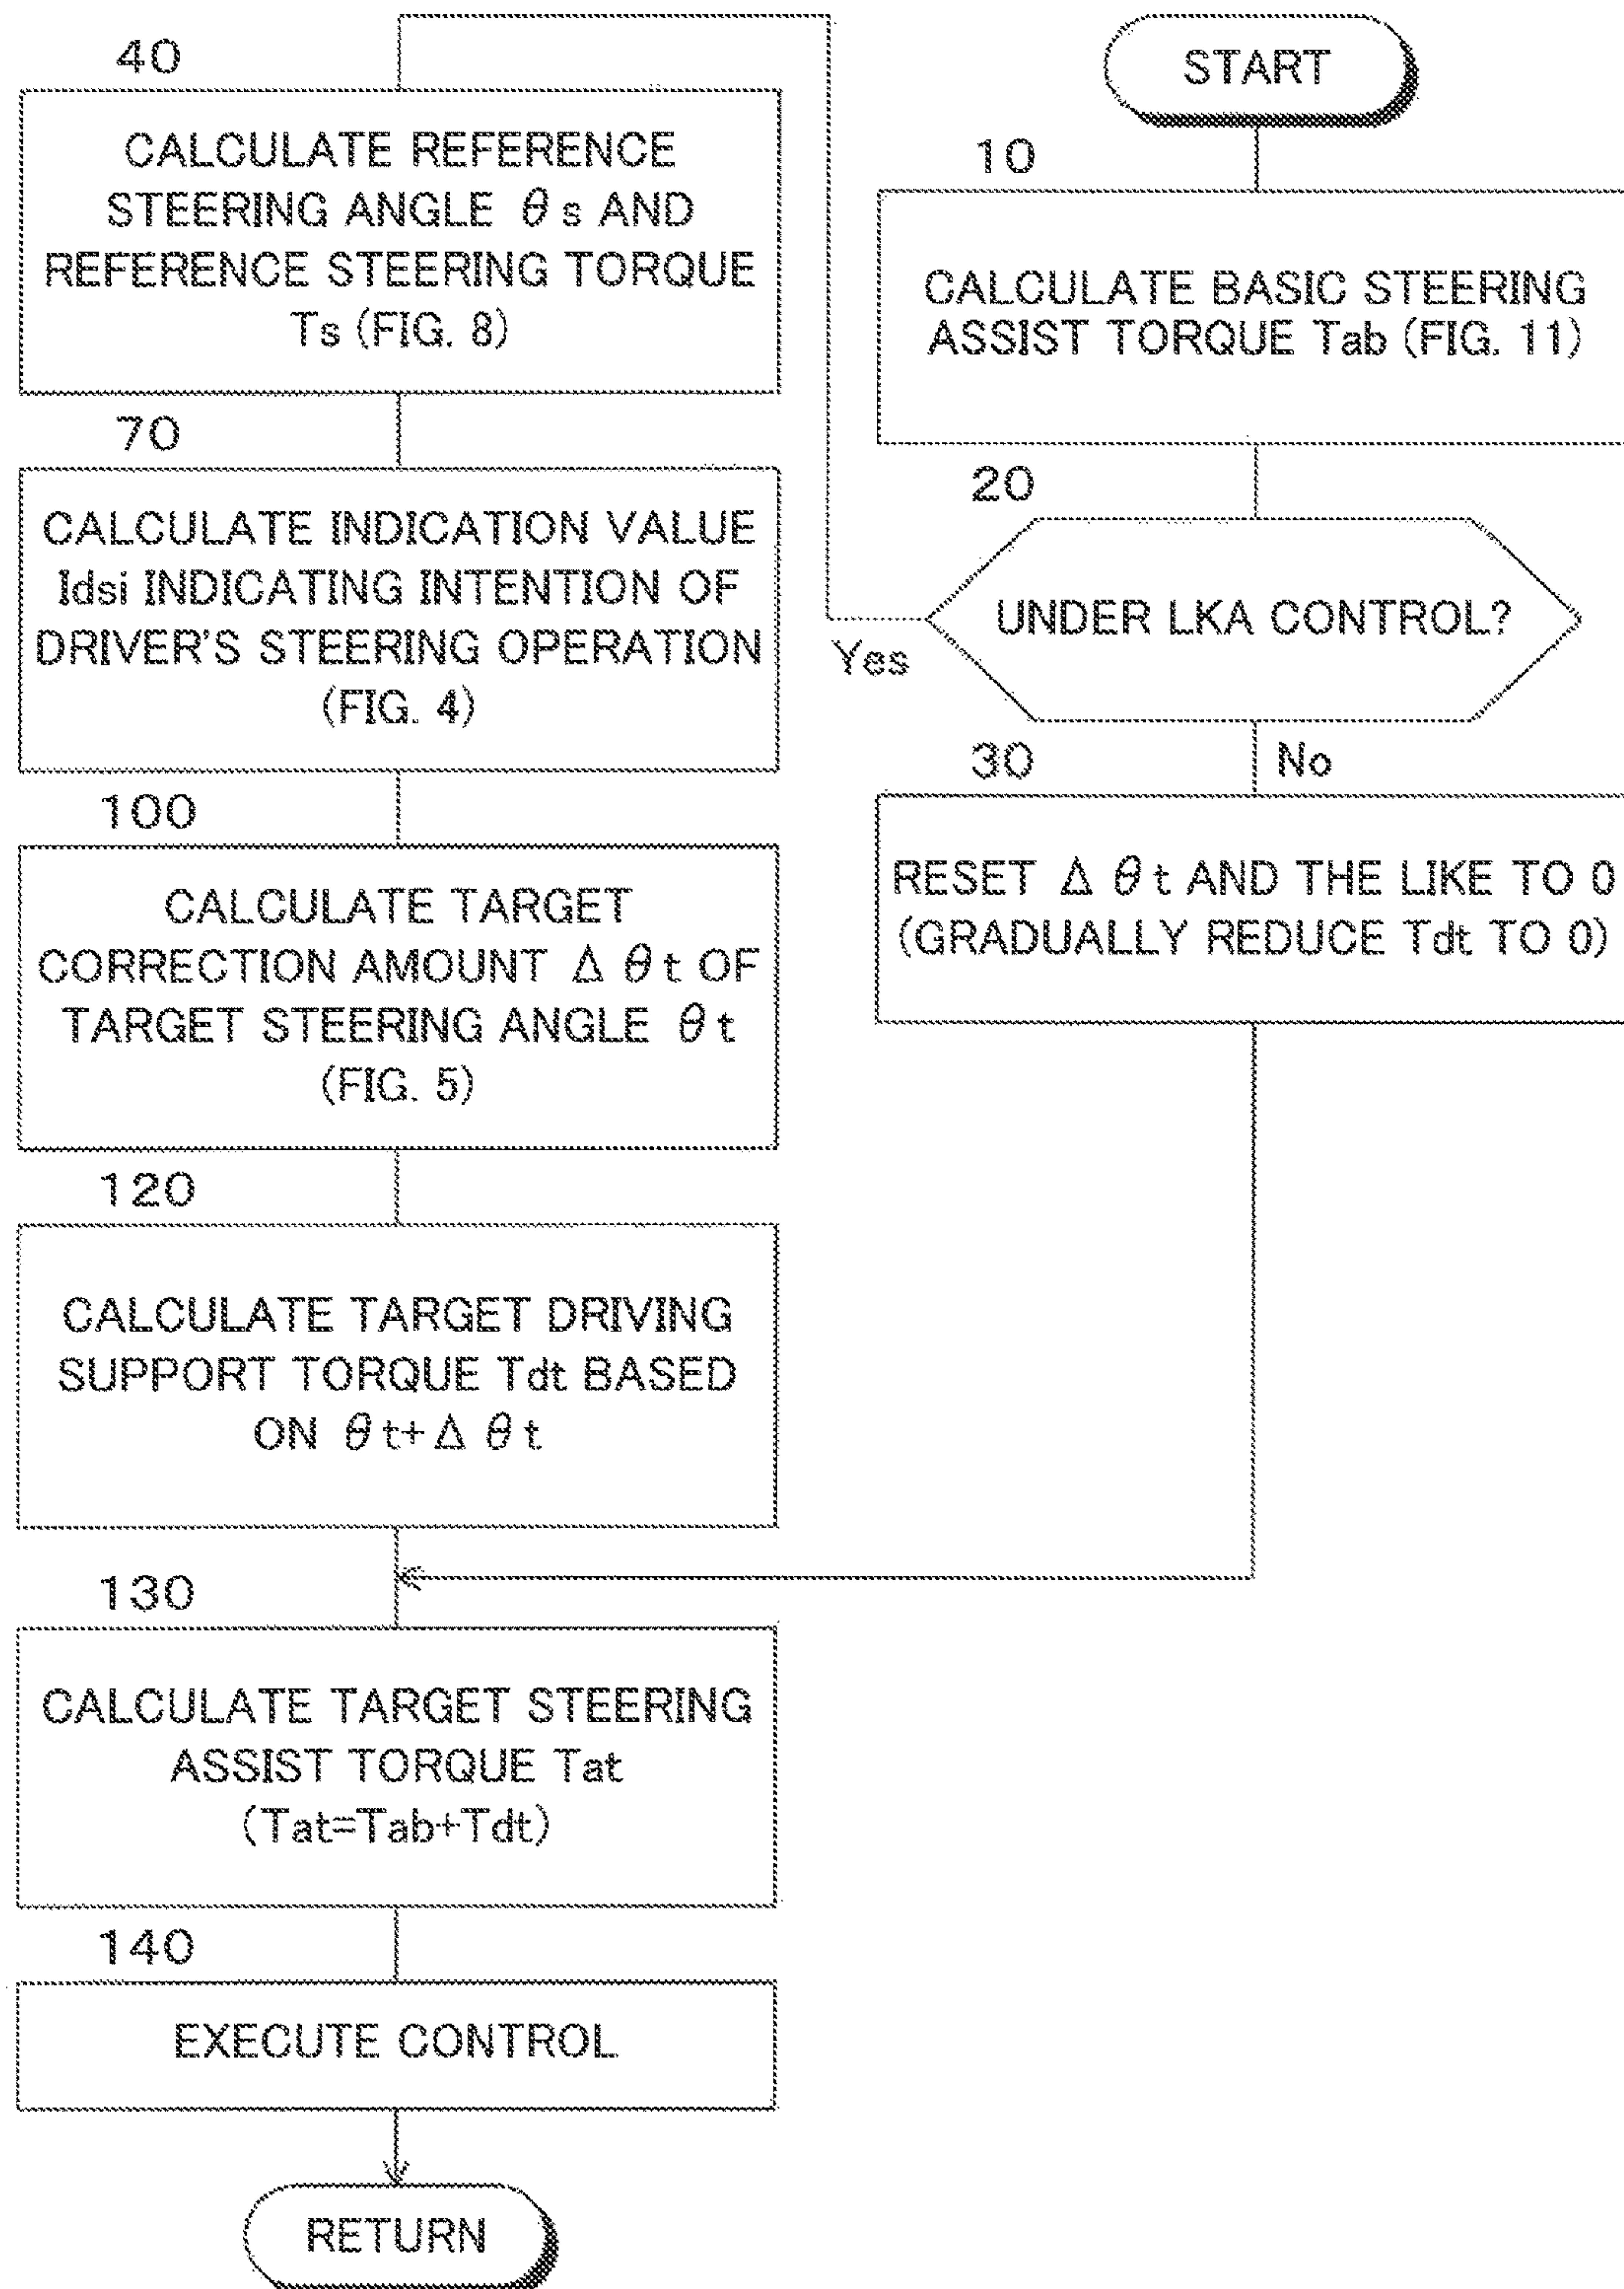 START
10
CALCULATE BASIC STEERING
ASSIST TORQUE Tab (FIG. 11)
20
UNDER LKA CONTROL?
Yes
No
30
RESET Δ θ t AND THE LIKE TO 0
(GRADUALLY REDUCE Tdt TO 0)
40
CALCULATE REFERENCE
STEERING ANGLE θ s AND
REFERENCE STEERING TORQUE
Ts (FIG. 8)
70
CALCULATE INDICATION VALUE
Idsi INDICATING INTENTION OF
DRIVER'S STEERING OPERATION
(FIG. 4)
100
CALCULATE TARGET
CORRECTION AMOUNT Δ θ t OF
TARGET STEERING ANGLE θ t
(FIG. 5)
120
CALCULATE TARGET DRIVING
SUPPORT TORQUE Tdt BASED
ON θ t+Δ θ t
130
CALCULATE TARGET STEERING
ASSIST TORQUE Tat
(Tat=Tab+Tdt)
140
EXECUTE CONTROL
RETURN